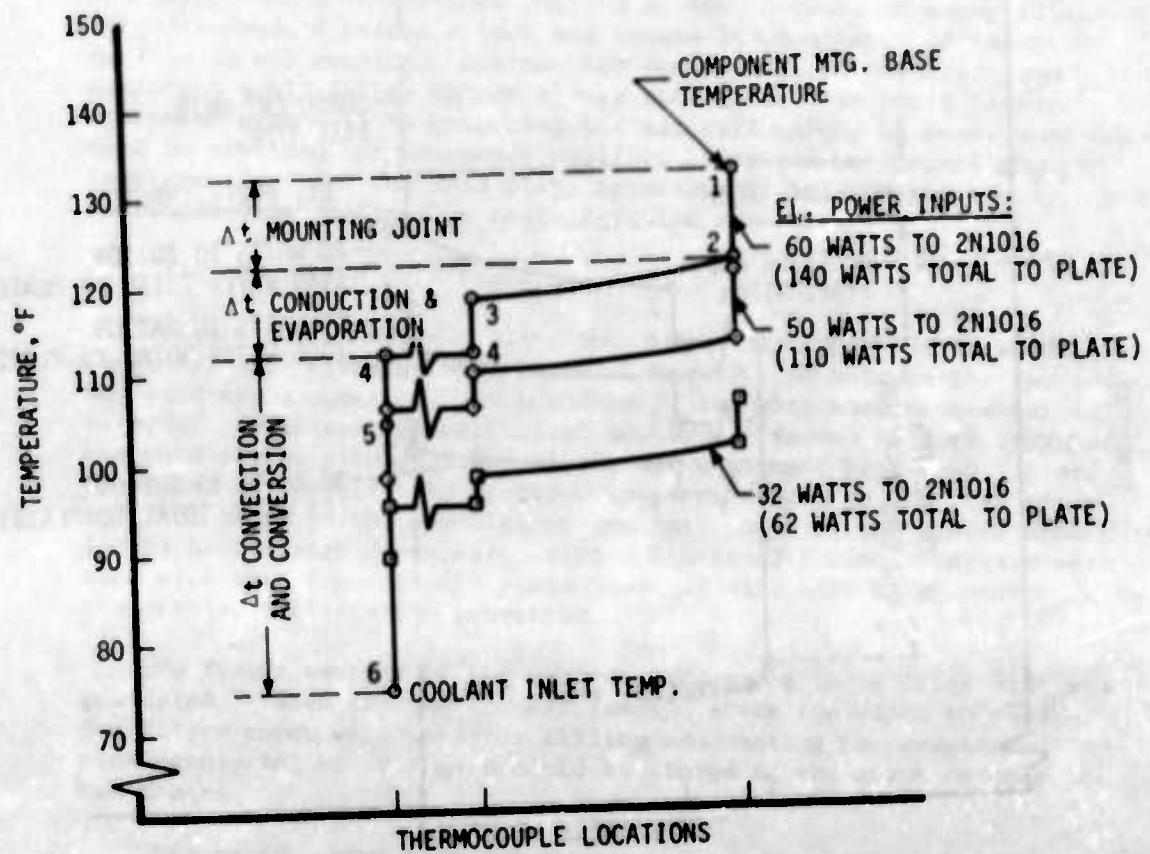 150
140
130
120
110
100
90
80
70
TEMPERATURE, °F
COMPONENT MTG. BASE
TEMPERATURE
Δt MOUNTING JOINT
Δt CONDUCTION &
EVAPORATION
Δt CONVECTION
AND CONVERSION
1
2
3
4
4
5
6
COOLANT INLET TEMP.
EL. POWER INPUTS:
60 WATTS TO 2N1016
(140 WATTS TOTAL TO PLATE)
50 WATTS TO 2N1016
(110 WATTS TOTAL TO PLATE)
32 WATTS TO 2N1016
(62 WATTS TOTAL TO PLATE)
THERMOCOUPLE LOCATIONS